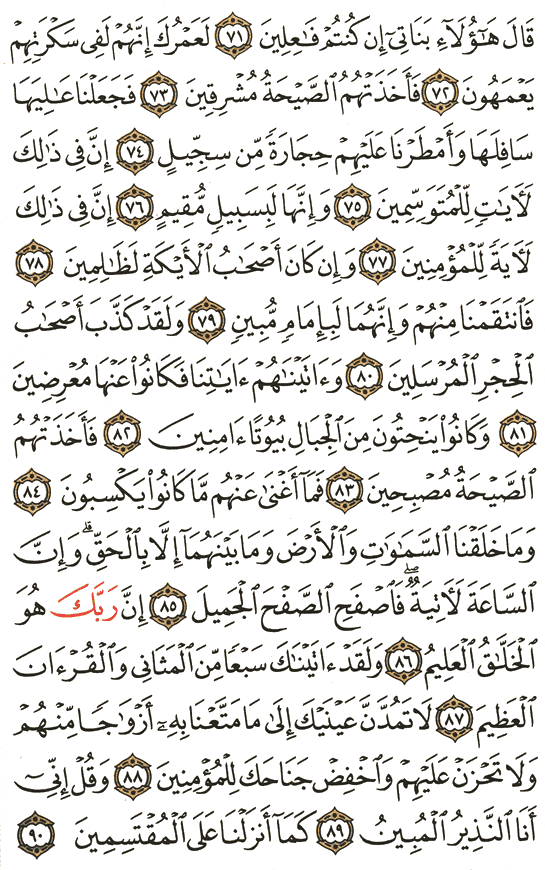 قَالَ هَٰٓؤُلَآءِ بَنَاتِىٓ إِن كُنتُمْ فَٰعِلِينَ ٧١ لَعَمْرُكَ إِنَّهُمْ لَفِى سَكْرَتِهِمْ
يَعْمَهُونَ ٧٢ فَأَخَذَتْهُمُ ٱلصَّيْحَةُ مُشْرِقِينَ ٧٣ فَجَعَلْنَا عَٰلِيَهَا
سَافِلَهَا وَأَمْطَرْنَا عَلَيْهِمْ حِجَارَةً مِّن سِجِّيلٍ ٧٤ إِنَّ فِى ذَٰلِكَ
لَءَايَٰتٍ لِّلْمُتَوَسِّمِينَ ٧٥ وَإِنَّهَا لَبِسَبِيلٍ مُّقِيمٍ ٧٦ إِنَّ فِى ذَٰلِكَ
لَءَايَةً لِّلْمُؤْمِنِينَ ٧٧ وَإِن كَانَ أَصْحَٰبُ ٱلْأَيْكَةِ لَظَٰلِمِينَ ٧٨
فَٱنتَقَمْنَا مِنْهُمْ وَإِنَّهُمَا لَبِإِمَامٍ مُّبِينٍ ٧٩ وَلَقَدْ كَذَّبَ أَصْحَٰبُ
ٱلْحِجْرِ ٱلْمُرْسَلِينَ ٨٠ وَءَاتَيْنَٰهُمْ ءَايَٰتِنَا فَكَانُوا۟ عَنْهَا مُعْرِضِينَ
٨١ وَكَانُوا۟ يَنْحِتُونَ مِنَ ٱلْجِبَالِ بُيُوتًا ءَامِنِينَ ٨٢ فَأَخَذَتْهُمُ
ٱلصَّيْحَةُ مُصْبِحِينَ ٨٣ فَمَآ أَغْنَىٰ عَنْهُم مَّا كَانُوا۟ يَكْسِبُونَ ٨٤
وَمَا خَلَقْنَا ٱلسَّمَٰوَٰتِ وَٱلْأَرْضَ وَمَا بَيْنَهُمَآ إِلَّا بِٱلْحَقِّ ۗ وَإِنَّ
ٱلسَّاعَةَ لَءَاتِيَةٌ ۖ فَٱصْفَحِ ٱلصَّفْحَ ٱلْجَمِيلَ ٨٥ إِنَّ رَبَّكَ هُوَ
ٱلْخَلَّٰقُ ٱلْعَلِيمُ ٨٦ وَلَقَدْ ءَاتَيْنَٰكَ سَبْعًا مِّنَ ٱلْمَثَانِى وَٱلْقُرْءَانَ
ٱلْعَظِيمَ ٨٧ لَا تَمُدَّنَّ عَيْنَيْكَ إِلَىٰ مَا مَتَّعْنَا بِهِۦٓ أَزْوَٰجًا مِّنْهُمْ
وَلَا تَحْزَنْ عَلَيْهِمْ وَٱخْفِضْ جَنَاحَكَ لِلْمُؤْمِنِينَ ٨٨ وَقُلْ إِنِّىٓ
أَنَا ٱلنَّذِيرُ ٱلْمُبِينُ ٨٩ كَمَآ أَنزَلْنَا عَلَى ٱلْمُقْتَسِمِينَ ٩٠